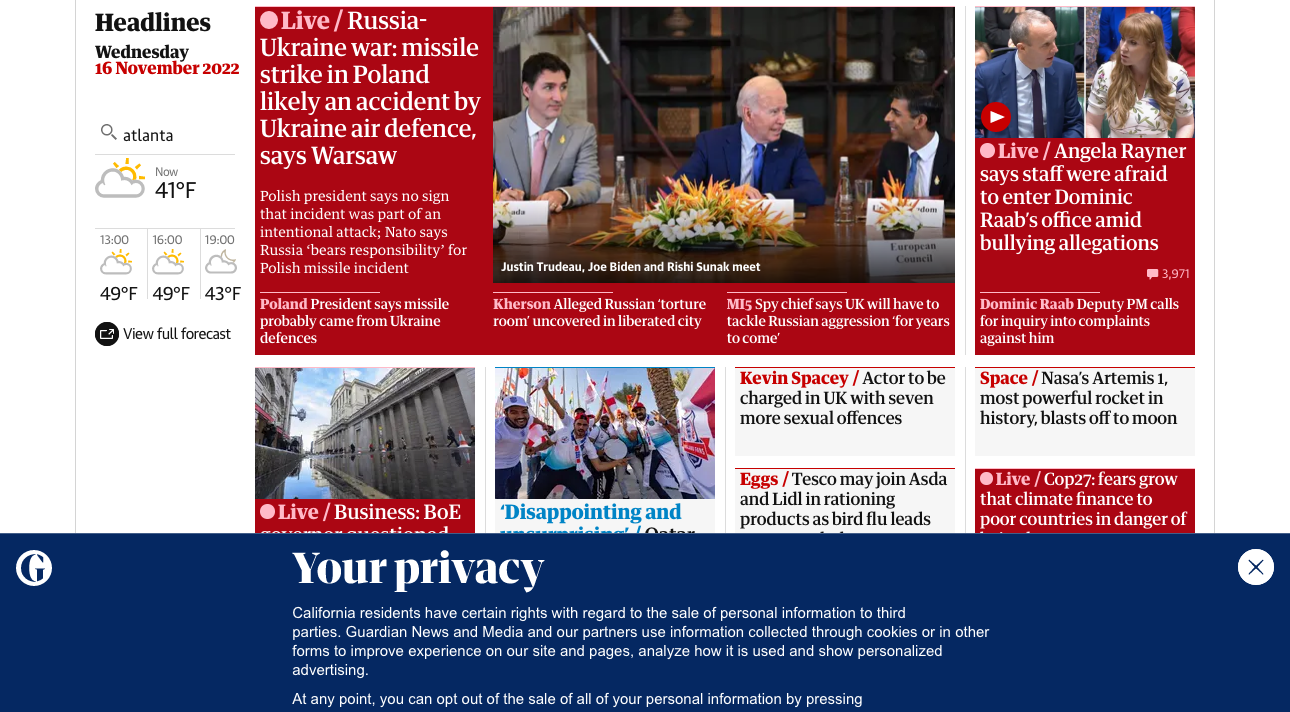 Headlines
Wednesday
16 November 2022
atlanta
Now
41°F
13:00
16:00
19:00
49°F
49°F
43°F
View full forecast
Live / Russia-
Ukraine war: missile
strike in Poland
likely an accident by
Ukraine air defence,
says Warsaw
Polish president says no sign
that incident was part of an
intentional attack; Nato says
Russia ‘bears responsibility’ for
Polish missile incident
European
Council
Justin Trudeau, Joe Biden and Rishi Sunak meet
Poland President says missile
probably came from Ukraine
defences
Kherson Alleged Russian ‘torture
room’ uncovered in liberated city
MI5 Spy chief says UK will have to
tackle Russian aggression ‘for years
to come’
Live / Angela Rayner
says staff were afraid
to enter Dominic
Raab’s office amid
bullying allegations
3,971
Dominic Raab Deputy PM calls
for inquiry into complaints
against him
Live / Business: BoE
governor questioned
‘Disappointing and
unsurprising’ / Qatar
Kevin Spacey / Actor to be
charged in UK with seven
more sexual offences
Eggs / Tesco may join Asda
and Lidl in rationing
products as bird flu leads
Space / Nasa’s Artemis 1,
most powerful rocket in
history, blasts off to moon
Live / Cop27: fears grow
that climate finance to
poor countries in danger of
Your privacy
California residents have certain rights with regard to the sale of personal information to third
parties. Guardian News and Media and our partners use information collected through cookies or in other
forms to improve experience on our site and pages, analyze how it is used and show personalized
advertising.
At any point, you can opt out of the sale of all of your personal information by pressing